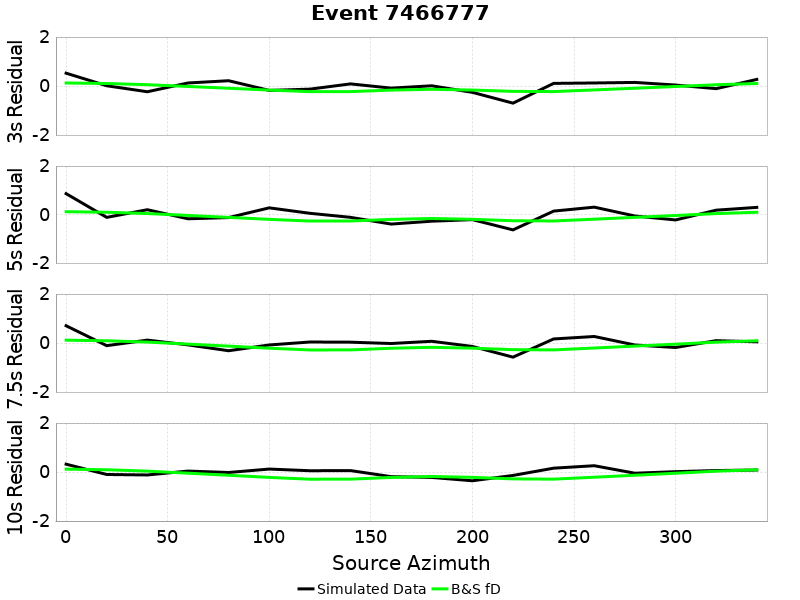 Event 7466777
3s Residual
2
0
-2
5s Residual
2
0
-2
7.5s Residual
2
0
-2
10s Residual
2
0
-2
0 50 100 150 200 250 300
Source Azimuth
Simulated Data B&S fD